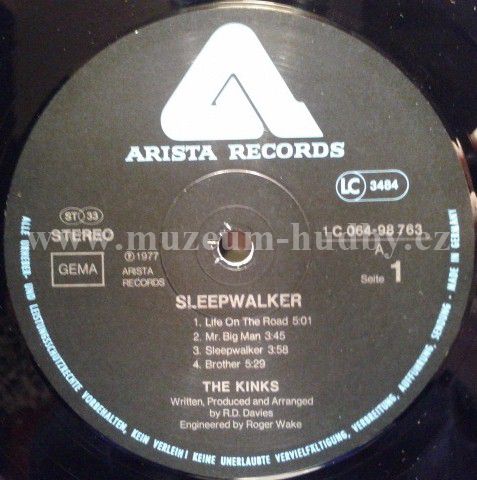 ARISTA RECORDS
LC 3484
ST 33
STEREO
1 C 064-98 763
A
GEMA
℗ 1977
ARISTA
RECORDS
Seite 1
SLEEPWALKER
1. Life On The Road 5:01
2. Mr. Big Man 3:45
3. Sleepwalker 3:58
4. Brother 5:29
THE KINKS
Written, Produced and Arranged
by R.D. Davies
Engineered by Roger Wake
ALLE URHEBER- UND LEISTUNGSSCHUTZRECHTE VORBEHALTEN, KEIN VERLEIH! KEINE UNERLAUBTE VERVIELFÄLTIGUNG, VERBREITUNG, AUFFÜHRUNG, SENDUNG - MADE IN GERMANY
www.muzeum-hudby.cz